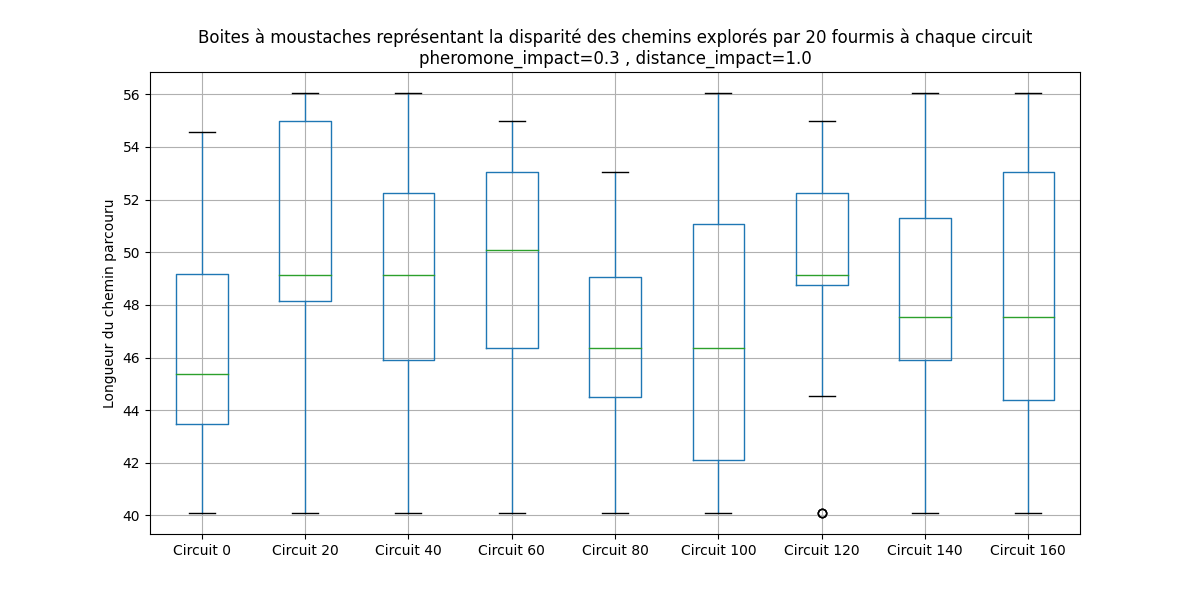 Boites à moustaches représentant la disparité des chemins explorés par 20 fourmis à chaque circuit
pheromone_impact=0.3 , distance_impact=1.0
Longueur du chemin parcouru
56
54
52
50
48
46
44
42
40
Circuit 0
Circuit 20
Circuit 40
Circuit 60
Circuit 80
Circuit 100
Circuit 120
Circuit 140
Circuit 160